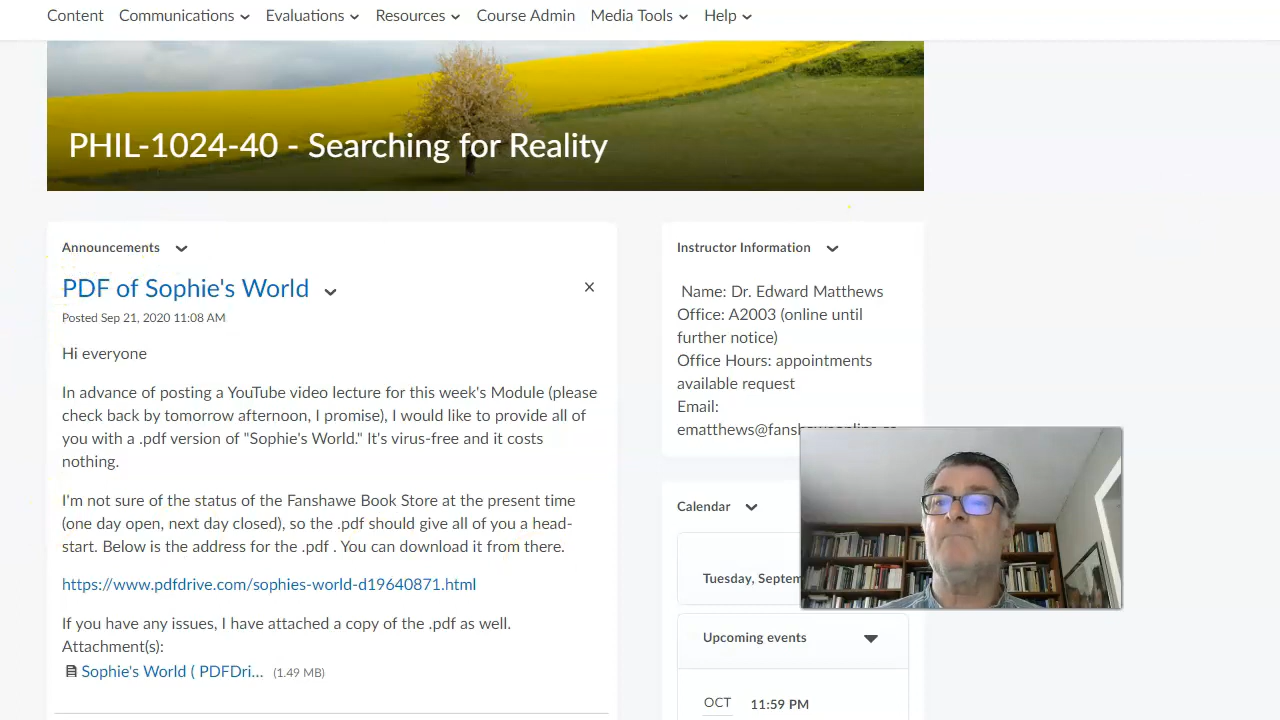 Content Communications Evaluations Resources Course Admin Media Tools Help
PHIL-1024-40 - Searching for Reality
Announcements
PDF of Sophie's World
Posted Sep 21, 2020 11:08 AM
Hi everyone
In advance of posting a YouTube video lecture for this week's Module (please
check back by tomorrow afternoon, I promise), I would like to provide all of
you with a .pdf version of "Sophie's World." It's virus-free and it costs
nothing.
I'm not sure of the status of the Fanshawe Book Store at the present time
(one day open, next day closed), so the .pdf should give all of you a head-
start. Below is the address for the .pdf . You can download it from there.
https://www.pdfdrive.com/sophies-world-d19640871.html
If you have any issues, I have attached a copy of the .pdf as well.
Attachment(s):
Sophie's World ( PDFDri... (1.49 MB)
Instructor Information
Name: Dr. Edward Matthews
Office: A2003 (online until
further notice)
Office Hours: appointments
available request
Email:
Calendar
Tuesday,
Upcoming events
OCT 11:59 PM